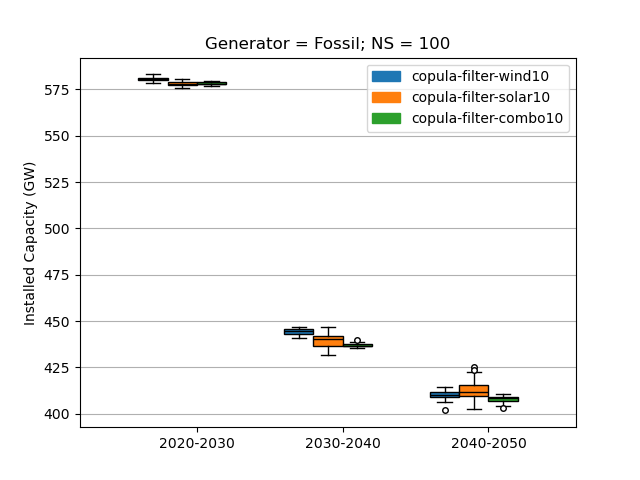 Generator = Fossil; NS = 100
copula-filter-wind10
copula-filter-solar10
copula-filter-combo10
Installed Capacity (GW)
575
550
525
500
475
450
425
400
2020-2030
2030-2040
2040-2050